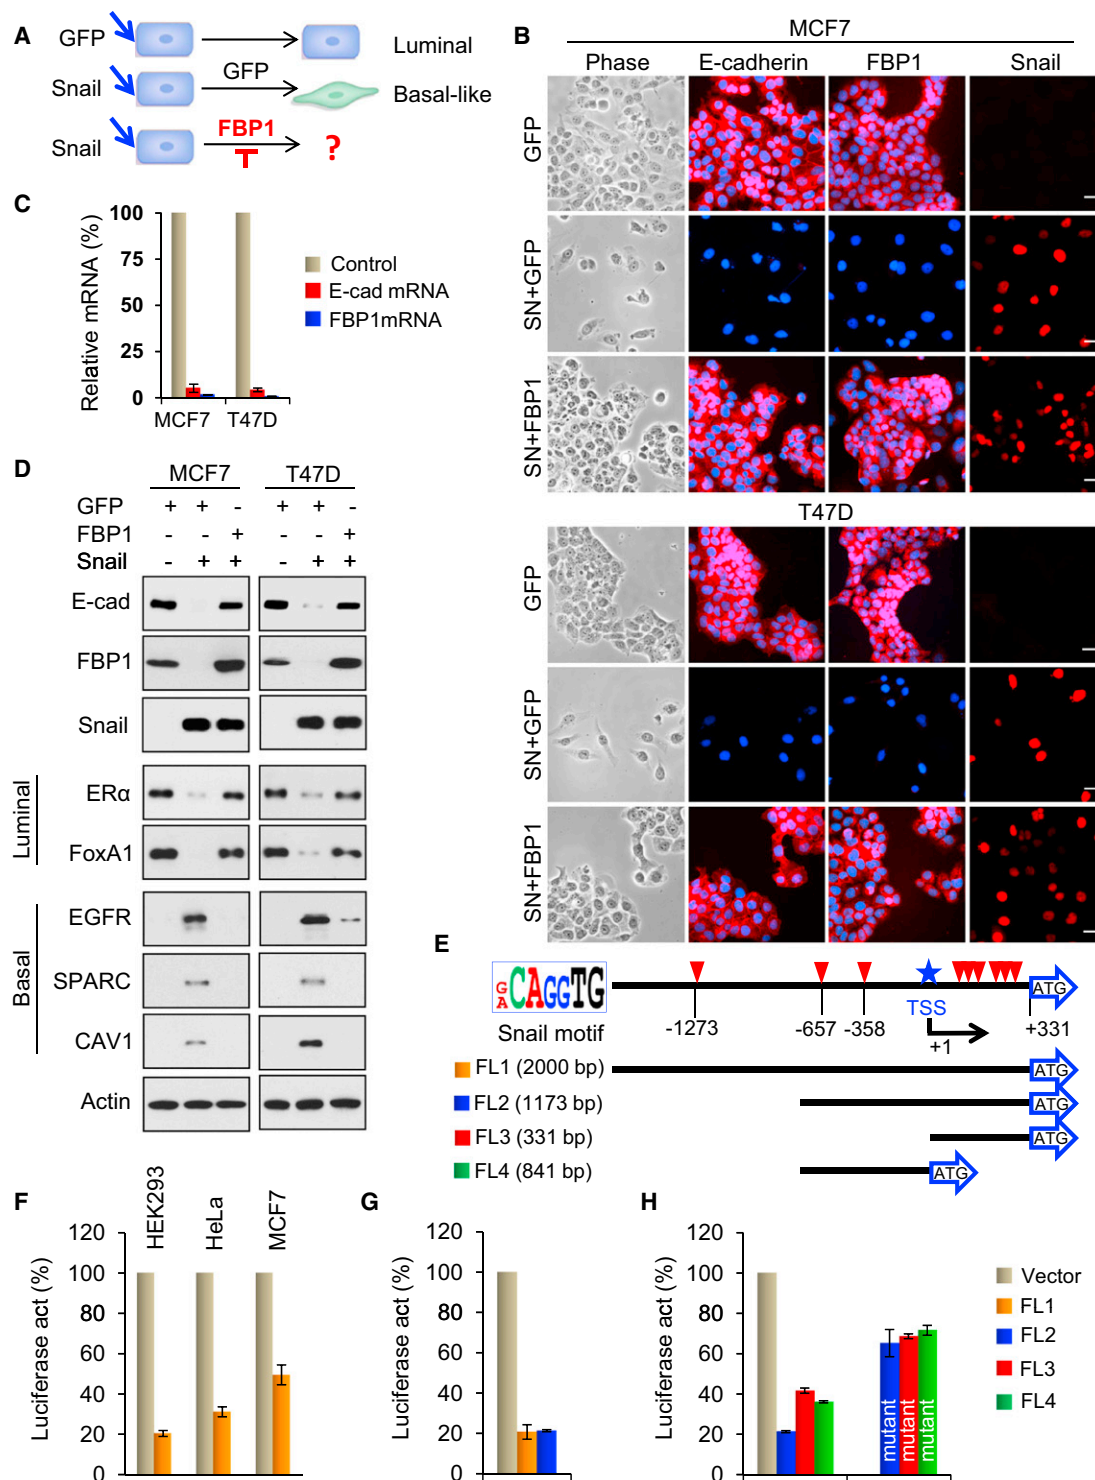 A
GFP
Luminal
Snail
GFP
Basal-like
Snail
FBP1
?
B
MCF7
Phase E-cadherin FBP1 Snail
GFP
SN+GFP
SN+FBP1
T47D
GFP
SN+GFP
SN+FBP1
C
Relative mRNA (%)
100
75
50
25
0
MCF7 T47D
Control
E-cad mRNA
FBP1mRNA
D
MCF7 T47D
GFP + + - + + -
FBP1 - - + - - +
Snail - + + - + +
E-cad
FBP1
Snail
Luminal
ERα
FoxA1
Basal
EGFR
SPARC
CAV1
Actin
E
GACAGGTG
Snail motif
-1273 -657 -358 TSS +1 +331
ATG
FL1 (2000 bp) ATG
FL2 (1173 bp) ATG
FL3 (331 bp) ATG
FL4 (841 bp) ATG
F
Luciferase act (%)
120
100
80
60
40
20
0
HEK293 HeLa MCF7
G
Luciferase act (%)
120
100
80
60
40
20
0
H
Luciferase act (%)
120
100
80
60
40
20
0
mutant mutant mutant
Vector
FL1
FL2
FL3
FL4